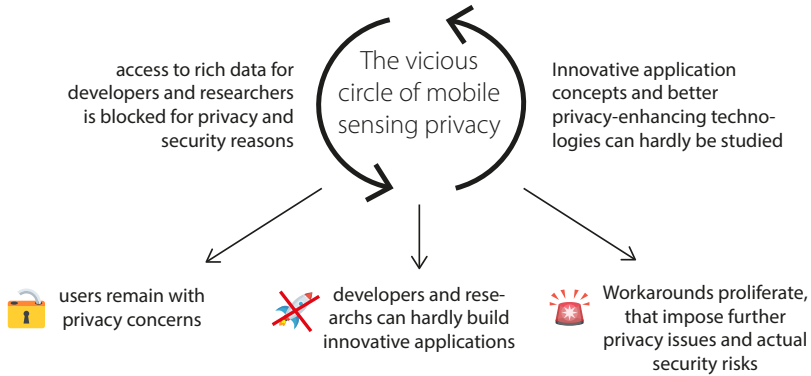 access to rich data for
developers and researchers
is blocked for privacy and
security reasons
The vicious
circle of mobile
sensing privacy
Innovative application
concepts and better
privacy-enhancing techno-
logies can hardly be studied
users remain with
privacy concerns
developers and rese-
archs can hardly build
innovative applications
Workarounds proliferate,
that impose further
privacy issues and actual
security risks